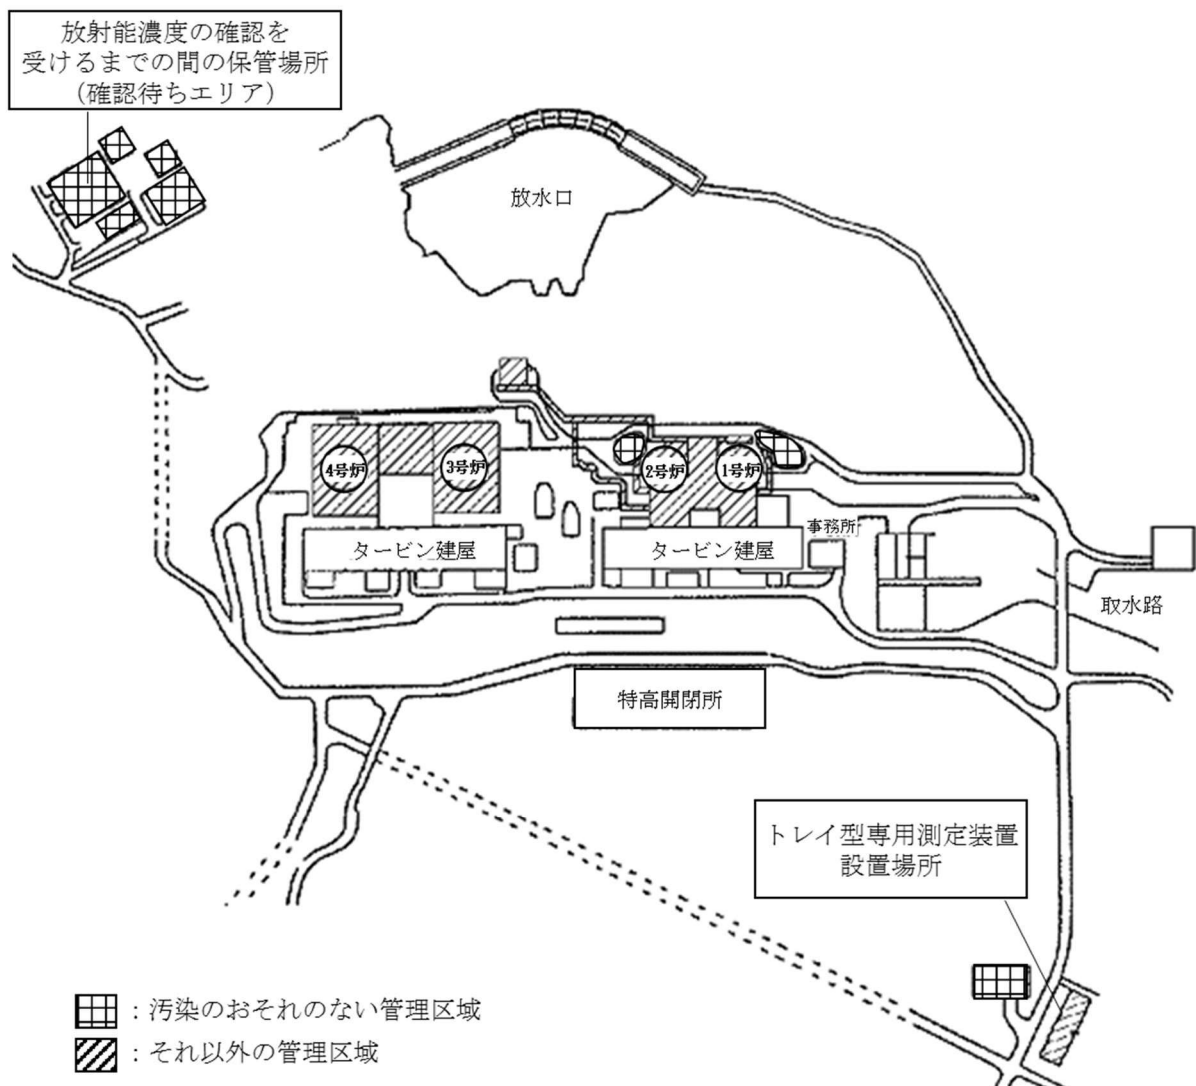 放射能濃度の確認を
受けるまでの間の保管場所
（確認待ちエリア）
放水口
4号炉
3号炉
2号炉
1号炉
タービン建屋
タービン建屋
事務所
取水路
特高開閉所
トレイ型専用測定装置
設置場所
：汚染のおそれのない管理区域
：それ以外の管理区域